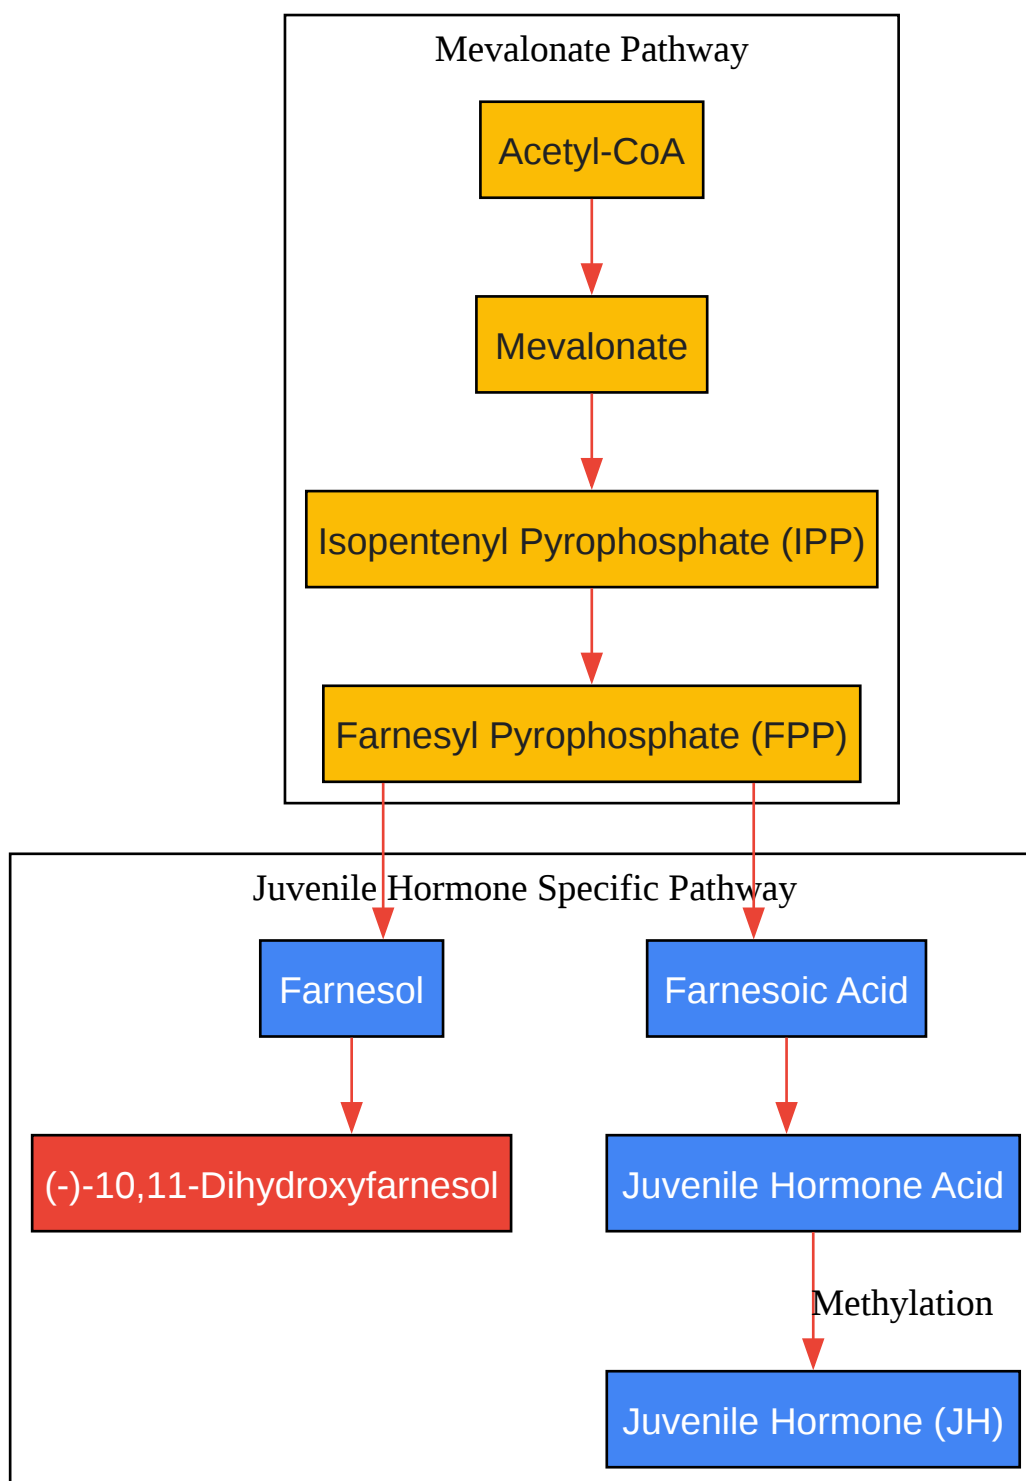 Mevalonate Pathway
Acetyl-CoA
Mevalonate
Isopentenyl Pyrophosphate (IPP)
Farnesyl Pyrophosphate (FPP)
Juvenile Hormone Specific Pathway
Farnesol
Farnesoic Acid
(-)-10,11-Dihydroxyfarnesol
Juvenile Hormone Acid
Methylation
Juvenile Hormone (JH)